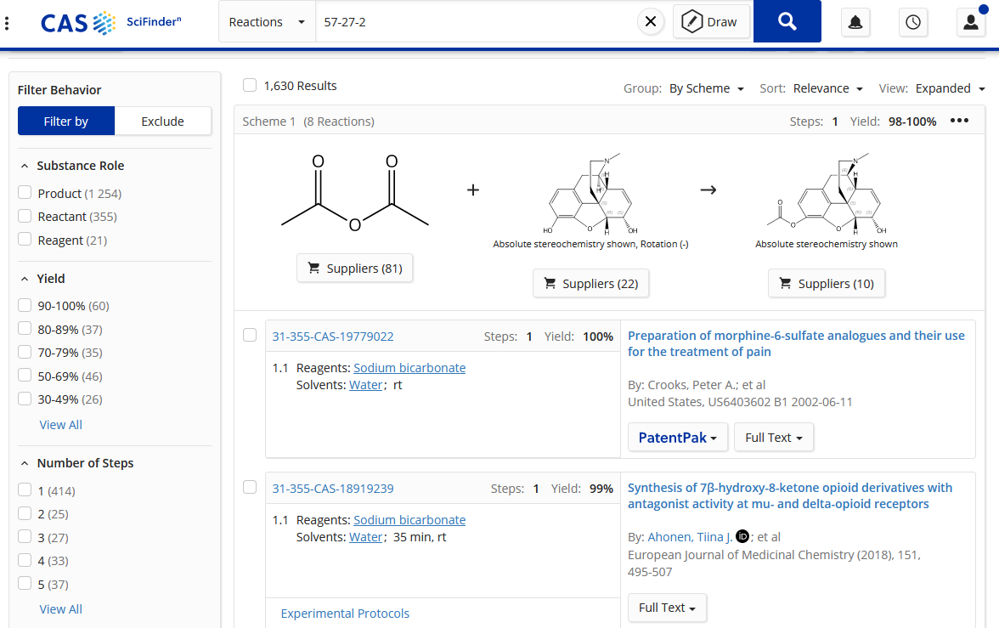 CAS SciFinderⁿ
Reactions
57-27-2
Draw
Filter Behavior
Filter by
Exclude
Substance Role
Product (1 254)
Reactant (355)
Reagent (21)
Yield
90-100% (60)
80-89% (37)
70-79% (35)
50-69% (46)
30-49% (26)
View All
Number of Steps
1 (414)
2 (25)
3 (27)
4 (33)
5 (37)
View All
1,630 Results
Group: By Scheme
Sort: Relevance
View: Expanded
Scheme 1 (8 Reactions)
Steps: 1 Yield: 98-100%
O O
O
+
N
H
H
HO
O
H
OH
Absolute stereochemistry shown, Rotation (-)
N
H
O
O
O
H
OH
Absolute stereochemistry shown
Suppliers (81)
Suppliers (22)
Suppliers (10)
31-355-CAS-19779022
Steps: 1 Yield: 100%
1.1 Reagents: Sodium bicarbonate
Solvents: Water; rt
Preparation of morphine-6-sulfate analogues and their use
for the treatment of pain
By: Crooks, Peter A.; et al
United States, US6403602 B1 2002-06-11
PatentPak
Full Text
31-355-CAS-18919239
Steps: 1 Yield: 99%
1.1 Reagents: Sodium bicarbonate
Solvents: Water; 35 min, rt
Experimental Protocols
Synthesis of 7β-hydroxy-8-ketone opioid derivatives with
antagonist activity at mu- and delta-opioid receptors
By: Ahonen, Tiina J. iD; et al
European Journal of Medicinal Chemistry (2018), 151,
495-507
Full Text